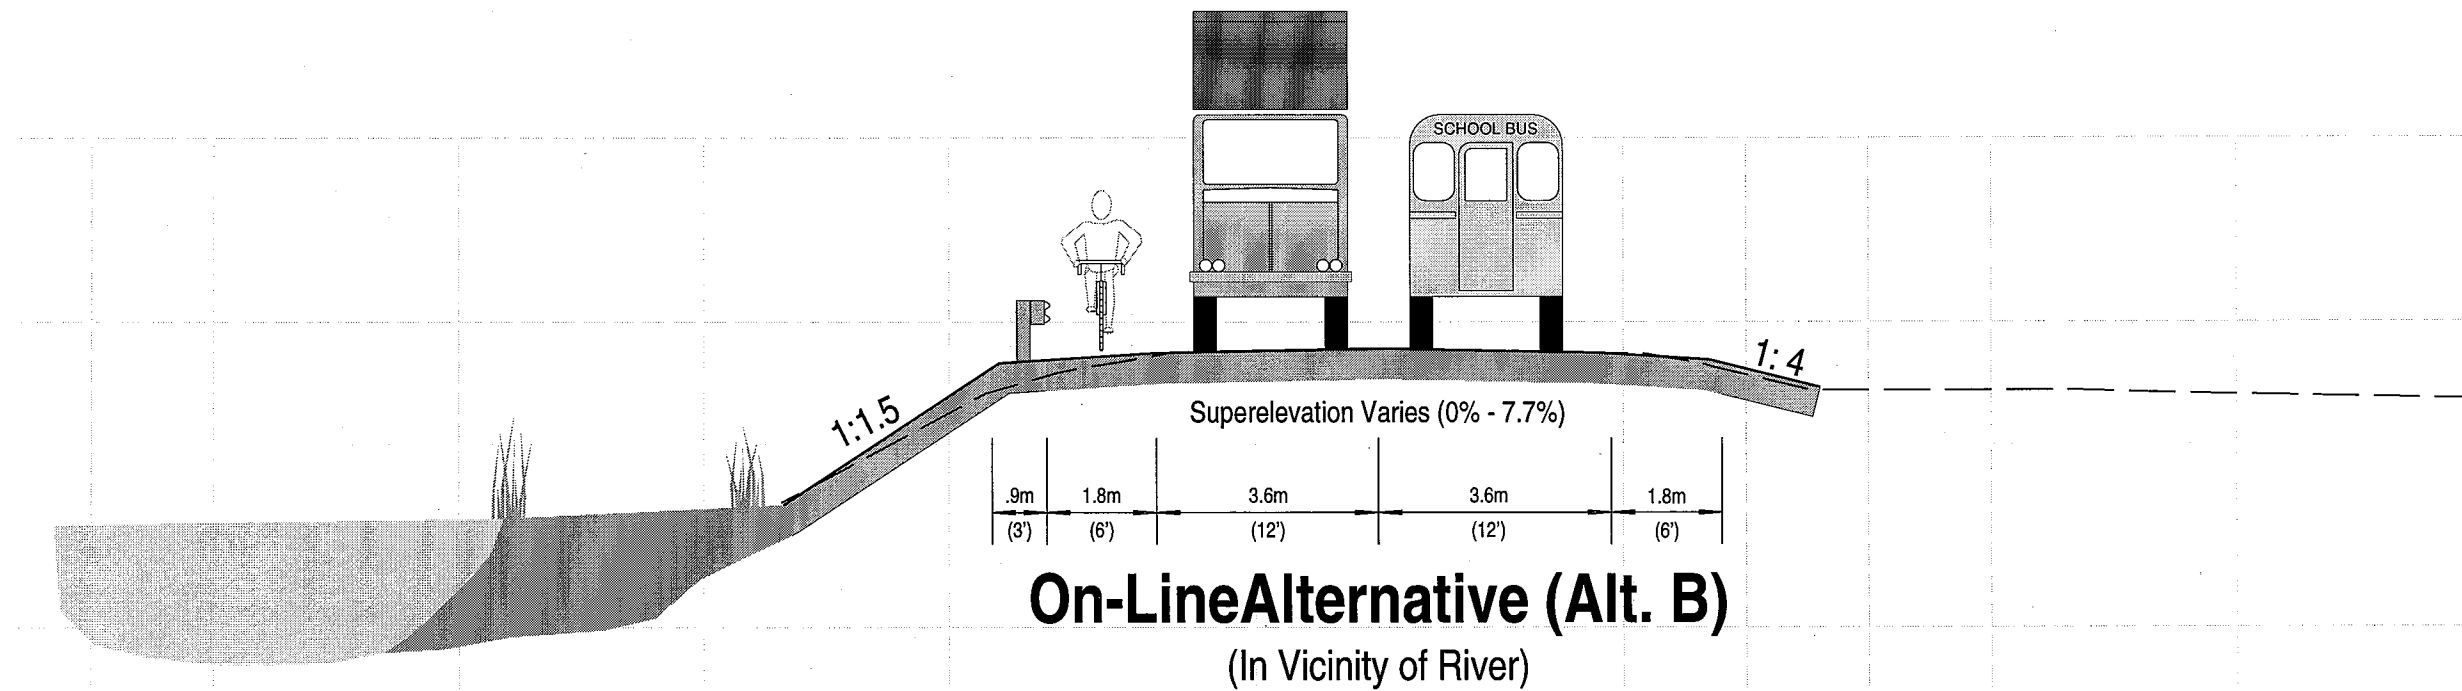 SCHOOL BUS
1:1.5
1: 4
Superelevation Varies (0% - 7.7%)
.9m 1.8m 3.6m 3.6m 1.8m
(3') (6') (12') (12') (6')
On-LineAlternative (Alt. B)
(In Vicinity of River)